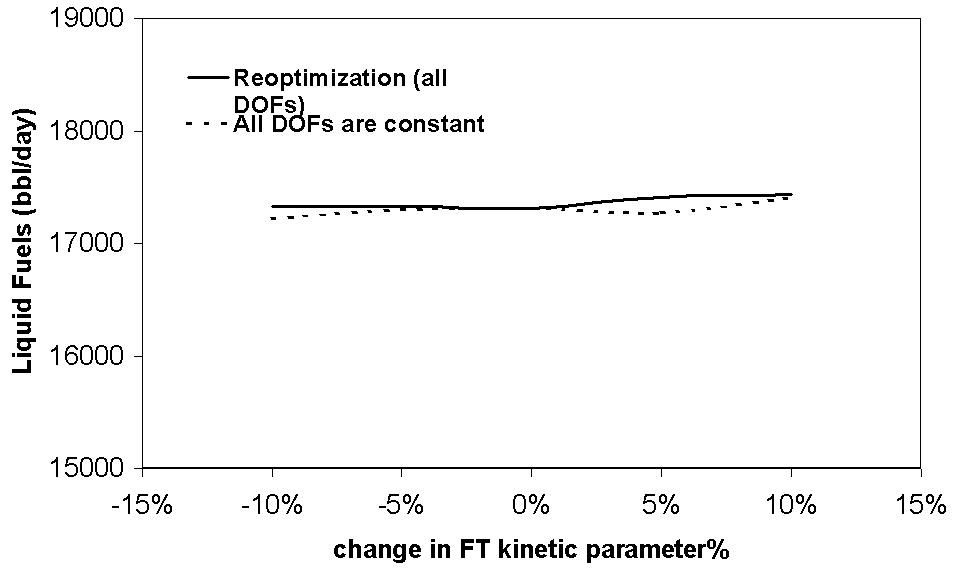 19000
Reoptimization (all
DOFs)
All DOFs are constant
18000
17000
16000
15000
-15%
-10%
-5%
0%
5%
10%
15%
Liquid Fuels (bbl/day)
change in FT kinetic parameter%